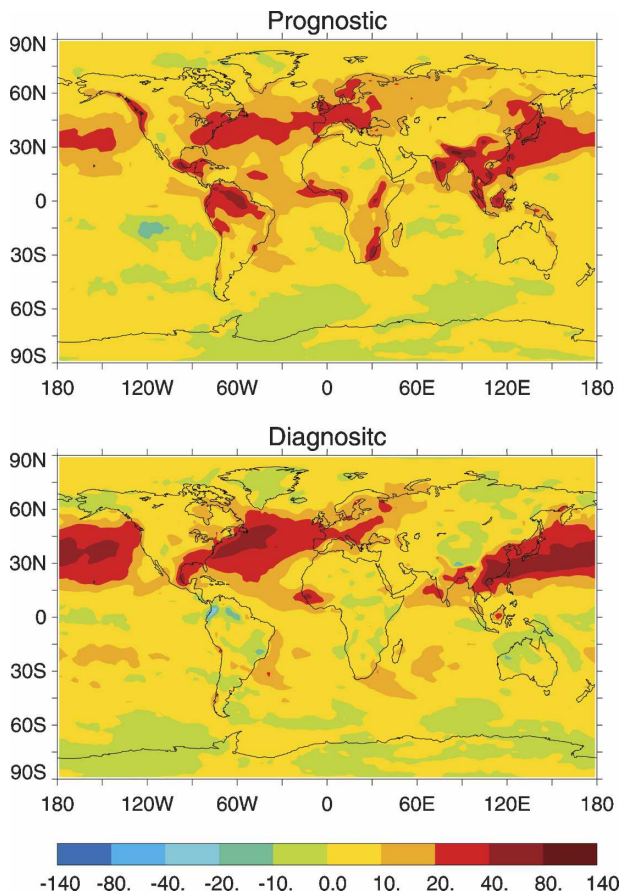 Prognostic
90N
60N
30N
0
30S
60S
90S
180 120W 60W 0 60E 120E 180
Diagnositc
90N
60N
30N
0
30S
60S
90S
180 120W 60W 0 60E 120E 180
-140 -80. -40. -20. -10. 0.0 10. 20. 40. 80. 140